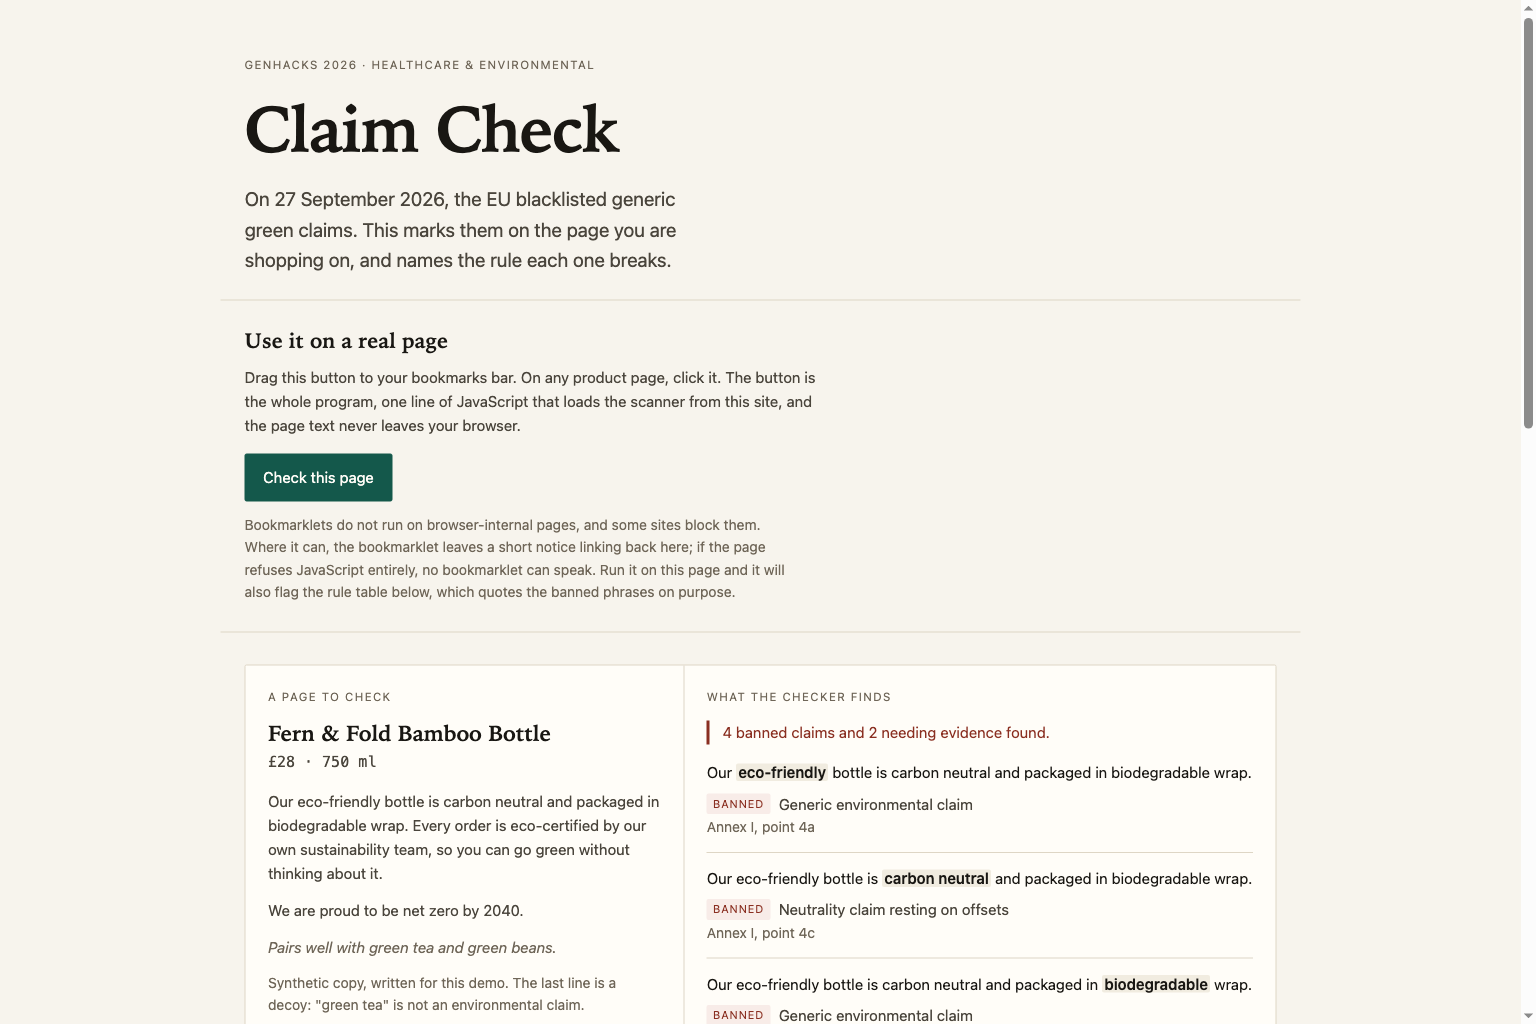 GENHACKS 2026 · HEALTHCARE & ENVIRONMENTAL
Claim Check
On 27 September 2026, the EU blacklisted generic
green claims. This marks them on the page you are
shopping on, and names the rule each one breaks.
Use it on a real page
Drag this button to your bookmarks bar. On any product page, click it. The button is
the whole program, one line of JavaScript that loads the scanner from this site, and
the page text never leaves your browser.
Check this page
Bookmarklets do not run on browser-internal pages, and some sites block them.
Where it can, the bookmarklet leaves a short notice linking back here; if the page
refuses JavaScript entirely, no bookmarklet can speak. Run it on this page and it will
also flag the rule table below, which quotes the banned phrases on purpose.
A PAGE TO CHECK
Fern & Fold Bamboo Bottle
£28 · 750 ml
Our eco-friendly bottle is carbon neutral and packaged in
biodegradable wrap. Every order is eco-certified by our
own sustainability team, so you can go green without
thinking about it.
We are proud to be net zero by 2040.
Pairs well with green tea and green beans.
Synthetic copy, written for this demo. The last line is a
decoy: "green tea" is not an environmental claim.
WHAT THE CHECKER FINDS
4 banned claims and 2 needing evidence found.
Our eco-friendly bottle is carbon neutral and packaged in biodegradable wrap.
BANNED Generic environmental claim
Annex I, point 4a
Our eco-friendly bottle is carbon neutral and packaged in biodegradable wrap.
BANNED Neutrality claim resting on offsets
Annex I, point 4c
Our eco-friendly bottle is carbon neutral and packaged in biodegradable wrap.
BANNED Generic environmental claim